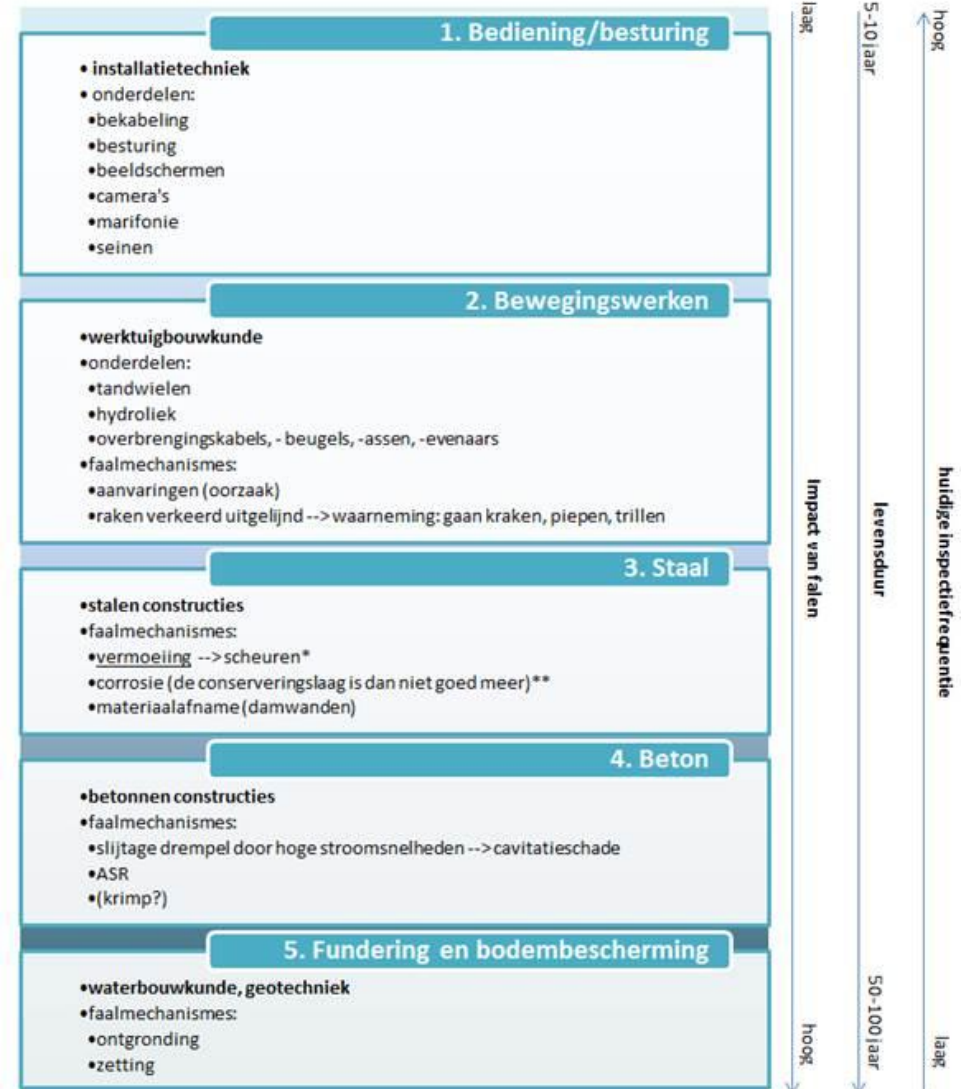 1. Bediening/besturing
• installatietechniek
• onderdelen:
•bekabeling
•besturing
•beeldschermen
•camera's
•marifonie
•seinen
2. Bewegingswerken
•werktuigbouwkunde
•onderdelen:
•tandwielen
•hydroliek
•overbrengingskabels, - beugels, -assen, -evenaars
•faalmechanismes:
•aanvaringen (oorzaak)
•raken verkeerd uitgelijnd --> waarneming: gaan kraken, piepen, trillen
3. Staal
•stalen constructies
•faalmechanismes:
•vermoeiing --> scheuren*
•corrosie (de conserveringslaag is dan niet goed meer)**
•materiaalafname (damwanden)
4. Beton
•betonnen constructies
•faalmechanismes:
•slijtage drempel door hoge stroomsnelheden --> cavitatieschade
•ASR
•(krimp?)
5. Fundering en bodembescherming
•waterbouwkunde, geotechniek
•faalmechanismes:
•ontgronding
•zetting
laag
Impact van falen
hoog
5-10 jaar
levensduur
50-100 jaar
hoog
huidige inspectiefrequentie
laag